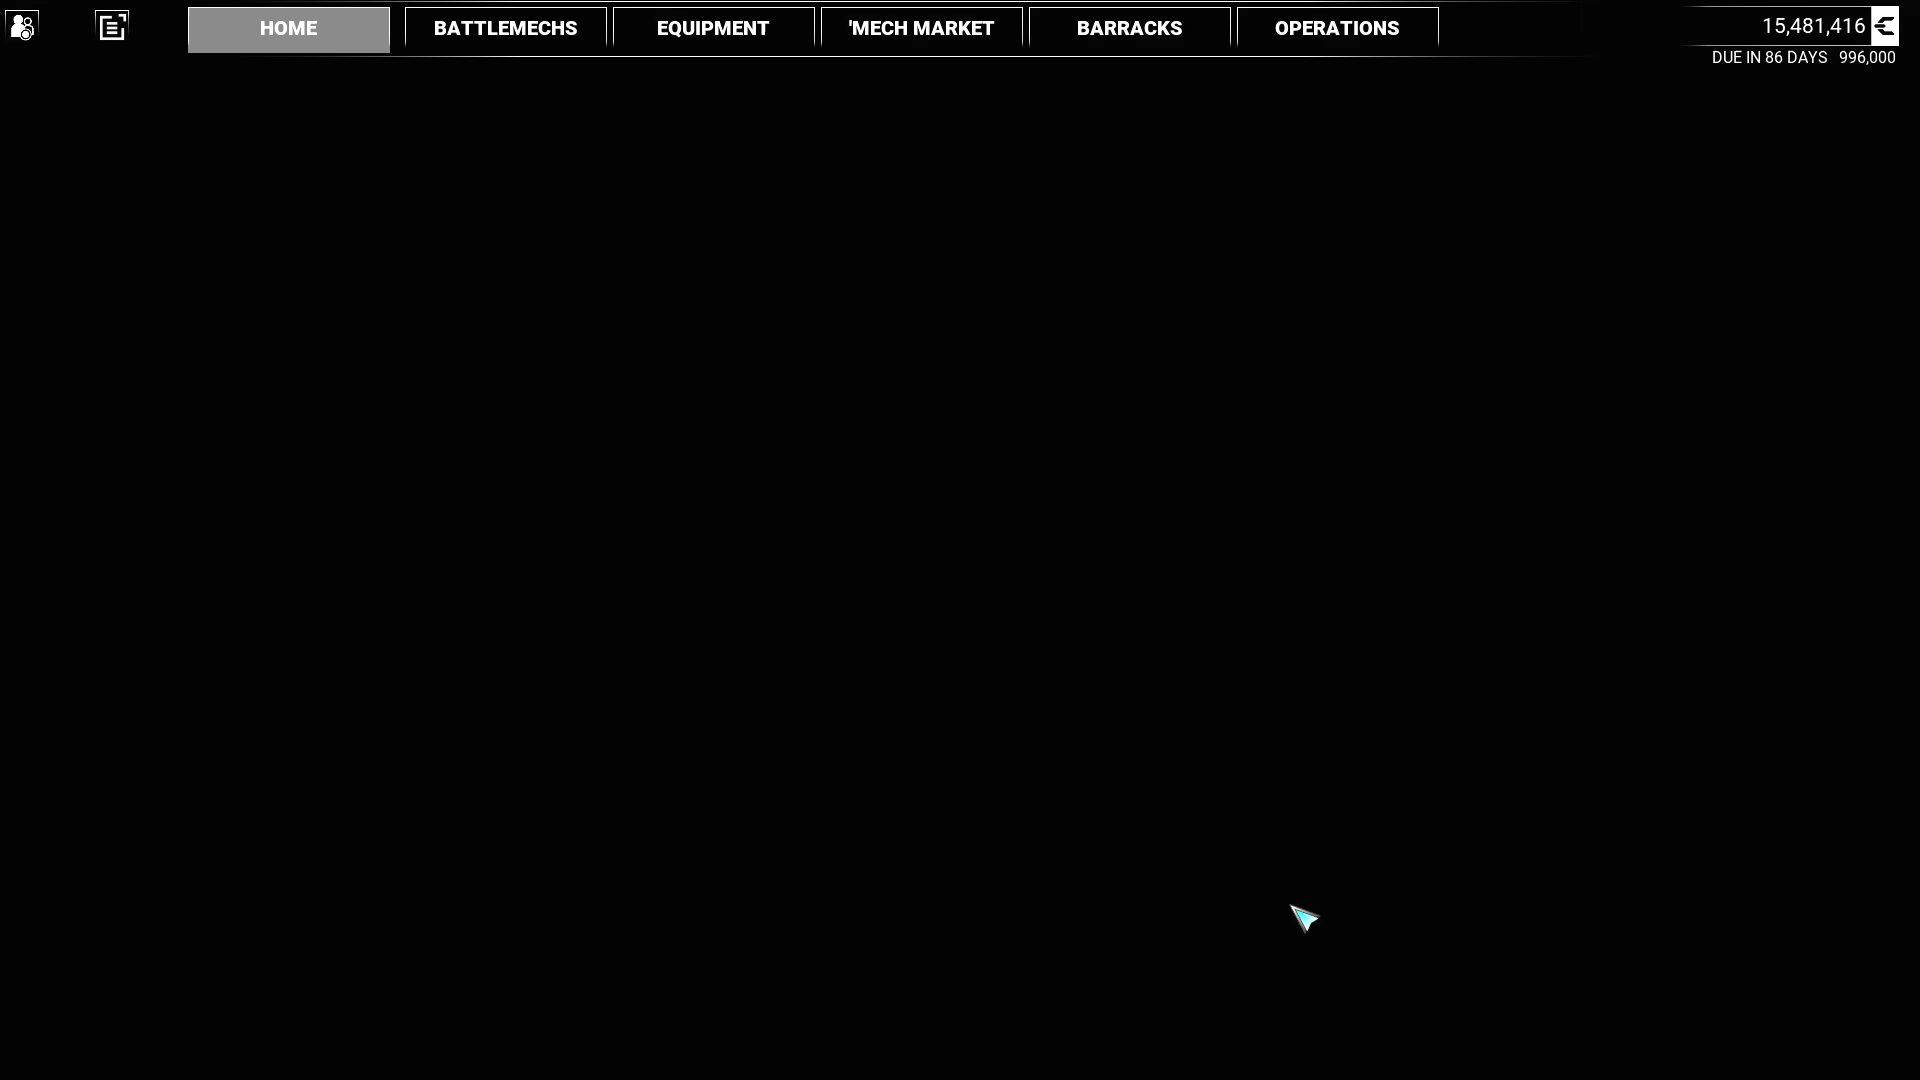 HOME
BATTLEMECHS
EQUIPMENT
'MECH MARKET
BARRACKS
OPERATIONS
15,481,416
DUE IN 86 DAYS 996,000